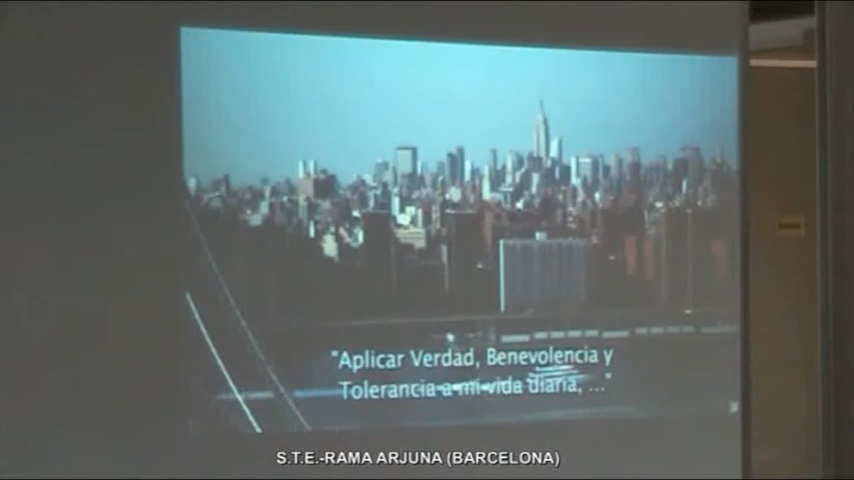 "Aplicar Verdad, Benevolencia y
Tolerancia a mi vida diaria, ..."
S.T.E.-RAMA ARJUNA (BARCELONA)